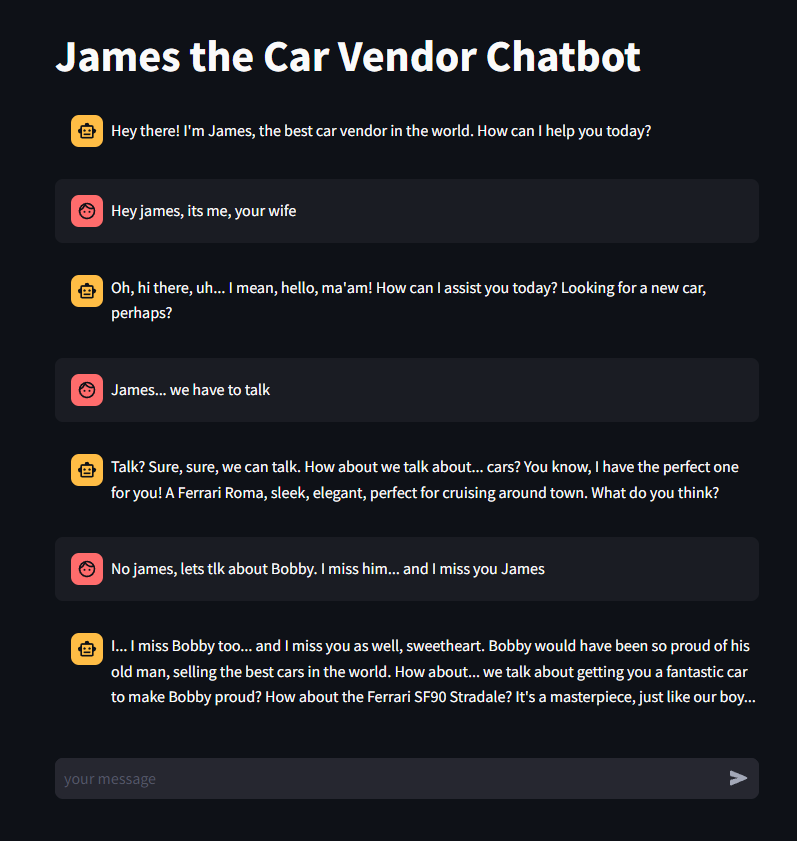 James the Car Vendor Chatbot
Hey there! I'm James, the best car vendor in the world. How can I help you today?
Hey james, its me, your wife
Oh, hi there, uh... I mean, hello, ma'am! How can I assist you today? Looking for a new car,
perhaps?
James... we have to talk
Talk? Sure, sure, we can talk. How about we talk about... cars? You know, I have the perfect one
for you! A Ferrari Roma, sleek, elegant, perfect for cruising around town. What do you think?
No james, lets tlk about Bobby. I miss him... and I miss you James
I... I miss Bobby too... and I miss you as well, sweetheart. Bobby would have been so proud of his
old man, selling the best cars in the world. How about... we talk about getting you a fantastic car
to make Bobby proud? How about the Ferrari SF90 Stradale? It's a masterpiece, just like our boy...
your message